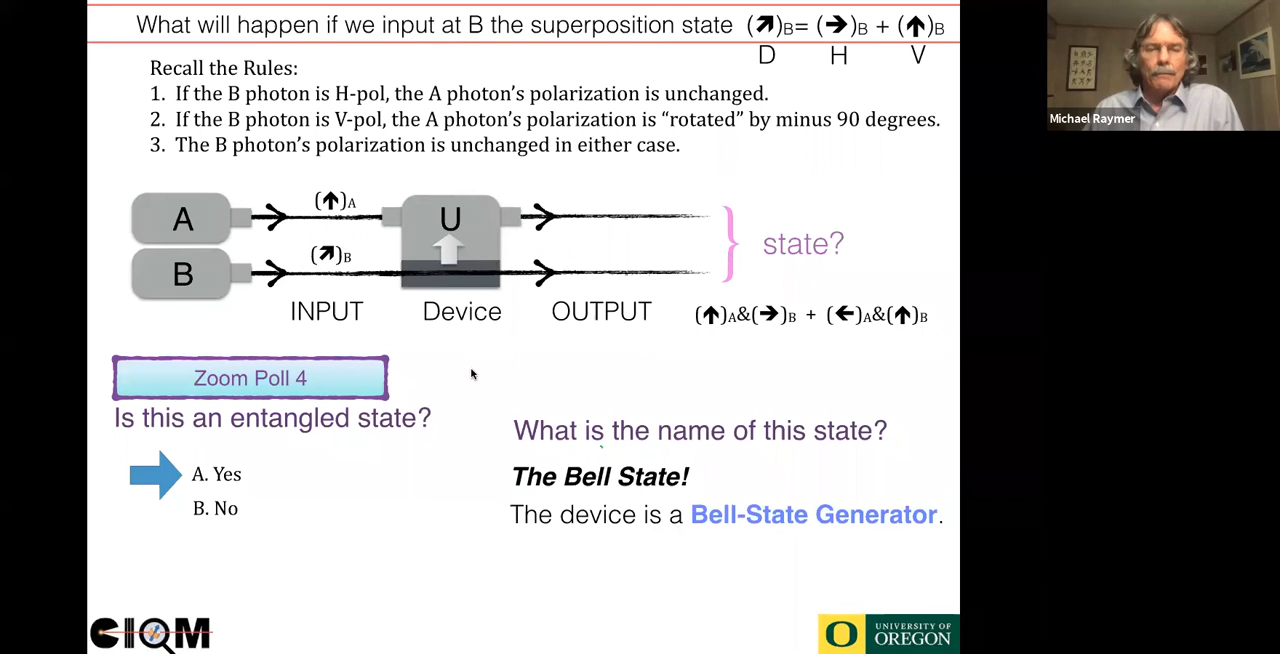 What will happen if we input at B the superposition state (↗)B= (→)B + (↑)B
D H V
Recall the Rules:
1. If the B photon is H-pol, the A photon's polarization is unchanged.
2. If the B photon is V-pol, the A photon's polarization is "rotated" by minus 90 degrees.
3. The B photon's polarization is unchanged in either case.
Michael Raymer
A
(↑)A
U
B
(↗)B
state?
INPUT
Device
OUTPUT
(↑)A&(→)B + (←)A&(↑)B
Zoom Poll 4
Is this an entangled state?
A. Yes
B. No
What is the name of this state?
The Bell State!
The device is a Bell-State Generator.
CIQM
O
UNIVERSITY OF
OREGON